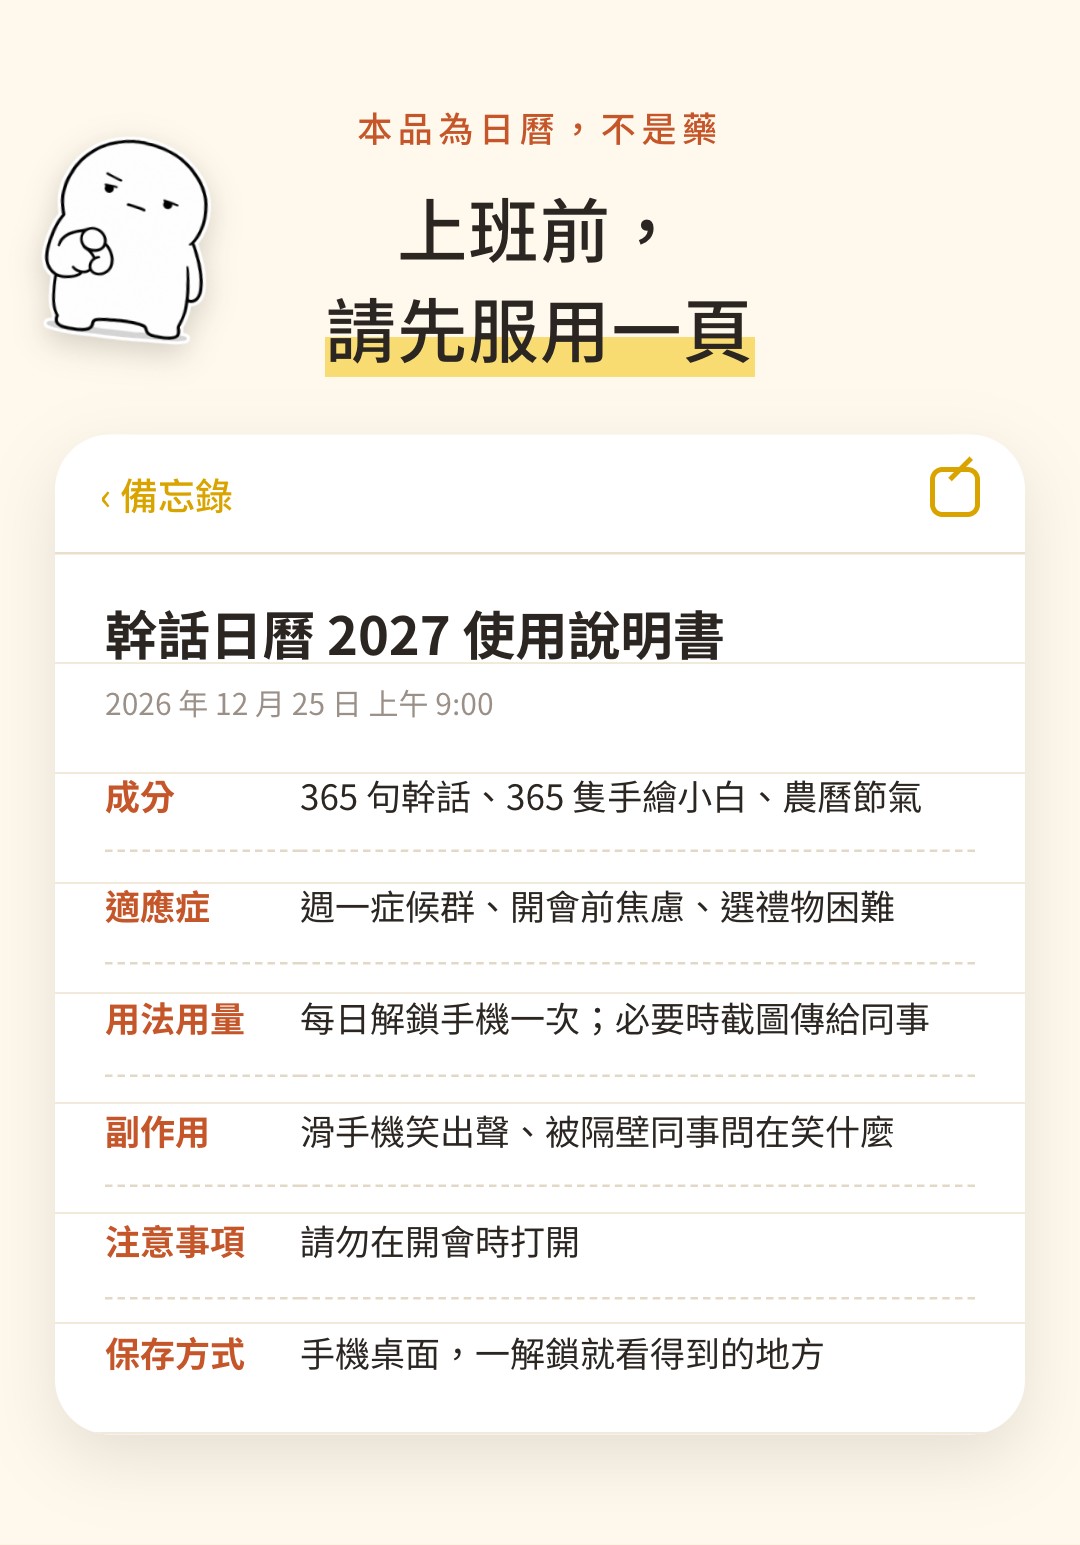 本品為日曆，不是藥
上班前，
請先服用一頁
‹ 備忘錄
幹話日曆 2027 使用說明書
2026 年 12 月 25 日 上午 9:00
成分 365 句幹話、365 隻手繪小白、農曆節氣
適應症 週一症候群、開會前焦慮、選禮物困難
用法用量 每日解鎖手機一次；必要時截圖傳給同事
副作用 滑手機笑出聲、被隔壁同事問在笑什麼
注意事項 請勿在開會時打開
保存方式 手機桌面，一解鎖就看得到的地方